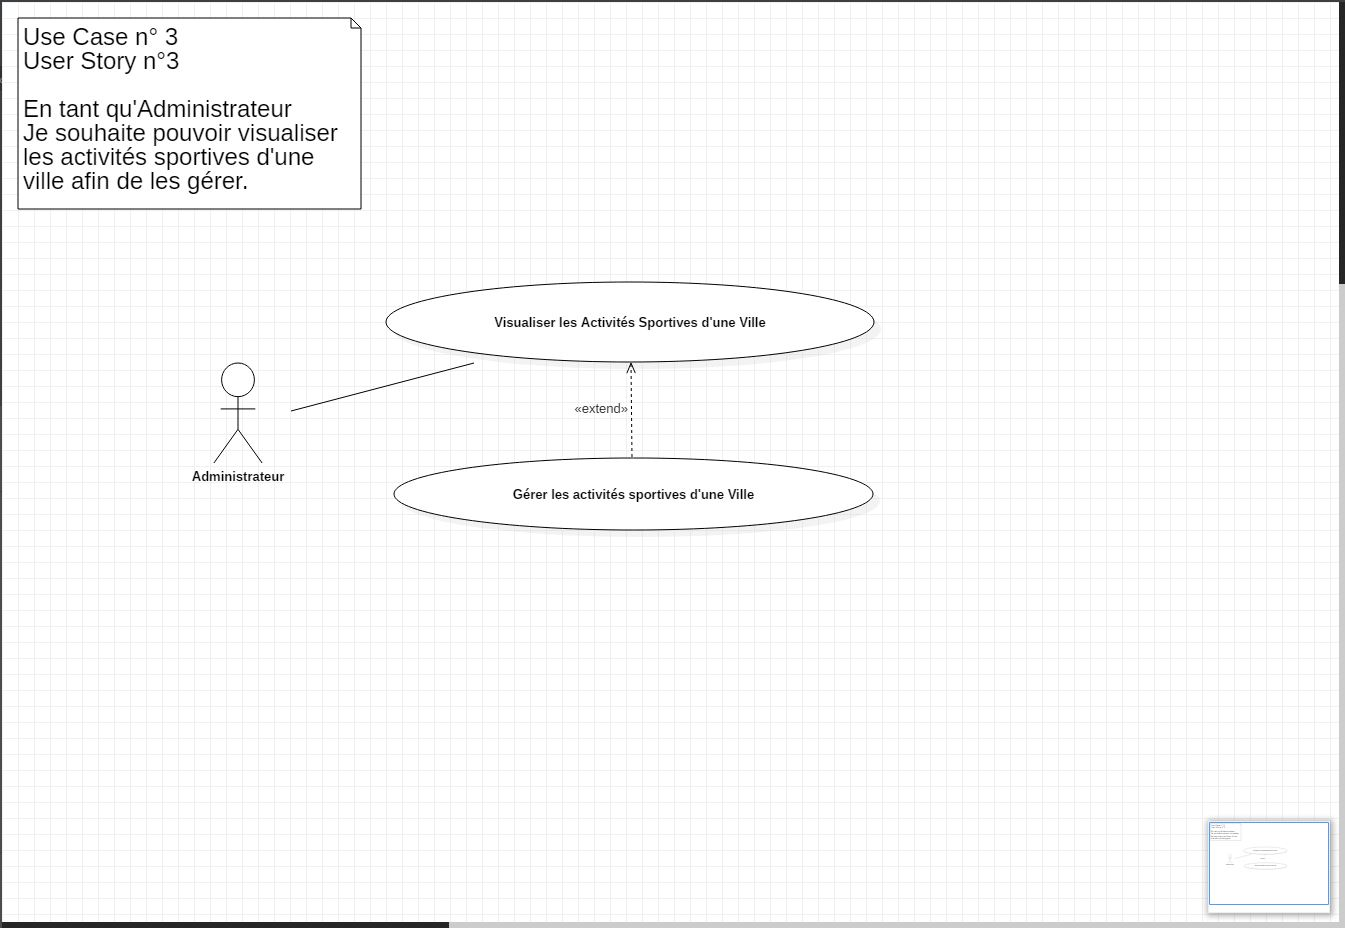 Use Case n° 3
User Story n°3
En tant qu'Administrateur
Je souhaite pouvoir visualiser
les activités sportives d'une
ville afin de les gérer.
Visualiser les Activités Sportives d'une Ville
«extend»
Administrateur
Gérer les activités sportives d'une Ville